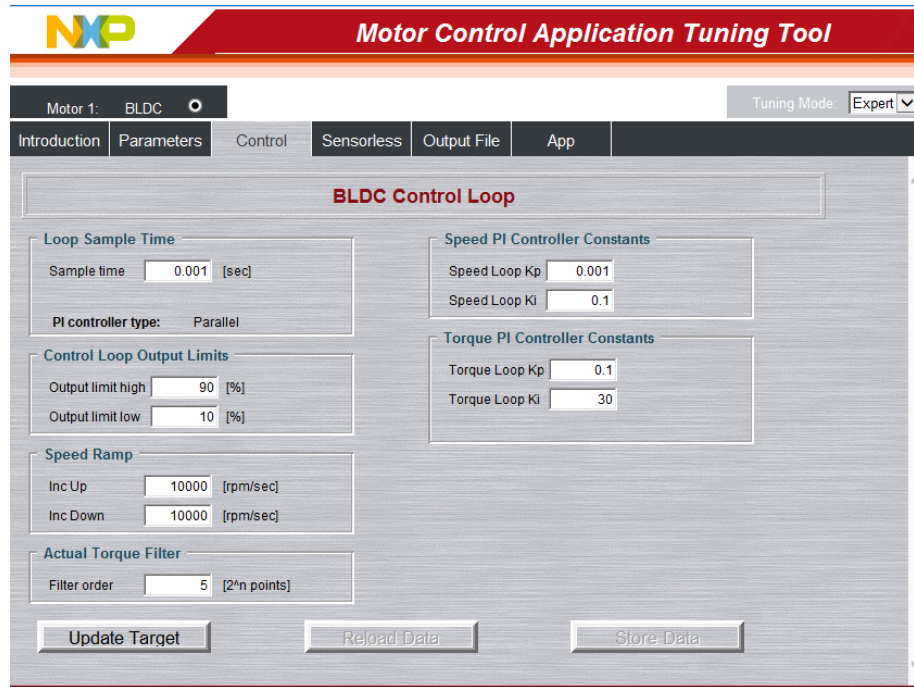 NXP
Motor Control Application Tuning Tool
Motor 1: BLDC
Tuning Mode: Expert
Introduction Parameters Control Sensorless Output File App
BLDC Control Loop
Loop Sample Time
Sample time 0.001 [sec]
PI controller type: Parallel
Control Loop Output Limits
Output limit high 90 [%]
Output limit low 10 [%]
Speed Ramp
Inc Up 10000 [rpm/sec]
Inc Down 10000 [rpm/sec]
Actual Torque Filter
Filter order 5 [2^n points]
Speed PI Controller Constants
Speed Loop Kp 0.001
Speed Loop Ki 0.1
Torque PI Controller Constants
Torque Loop Kp 0.1
Torque Loop Ki 30
Update Target Reload Data Store Data